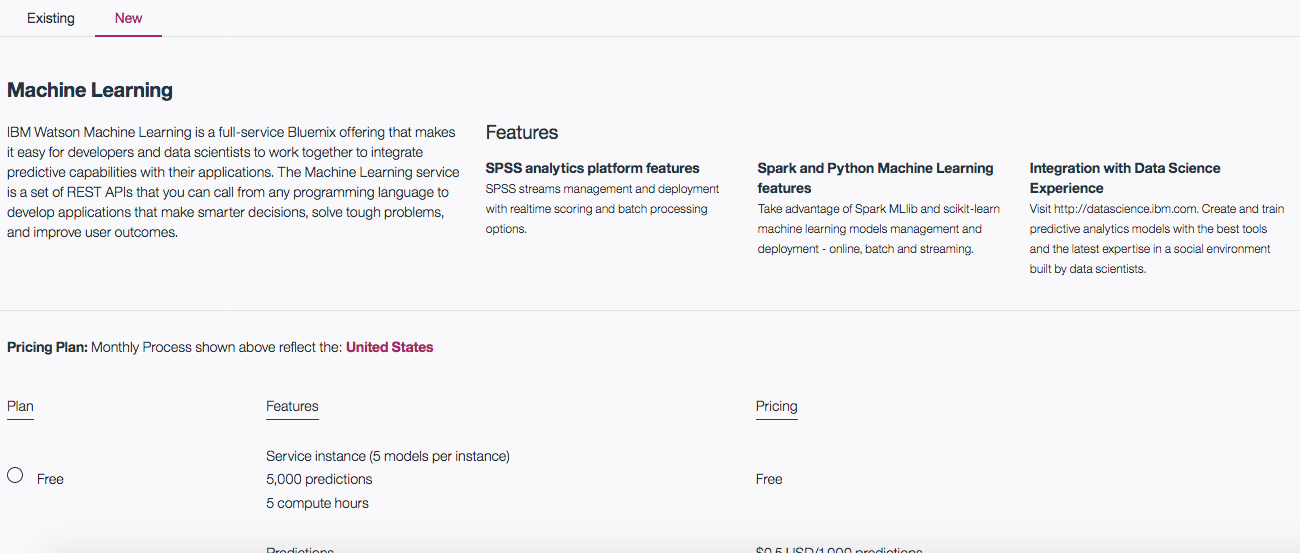 Existing
New
Machine Learning
IBM Watson Machine Learning is a full-service Bluemix offering that makes
it easy for developers and data scientists to work together to integrate
predictive capabilities with their applications. The Machine Learning service
is a set of REST APIs that you can call from any programming language to
develop applications that make smarter decisions, solve tough problems,
and improve user outcomes.
Features
SPSS analytics platform features
SPSS streams management and deployment
with realtime scoring and batch processing
options.
Spark and Python Machine Learning
features
Take advantage of Spark MLlib and scikit-learn
machine learning models management and
deployment - online, batch and streaming.
Integration with Data Science
Experience
Visit http://datascience.ibm.com. Create and train
predictive analytics models with the best tools
and the latest expertise in a social environment
built by data scientists.
Pricing Plan: Monthly Process shown above reflect the: United States
Plan
Features
Pricing
Free
Service instance (5 models per instance)
5,000 predictions
5 compute hours
Free
Predictions
$0.5 USD/1000 predictions